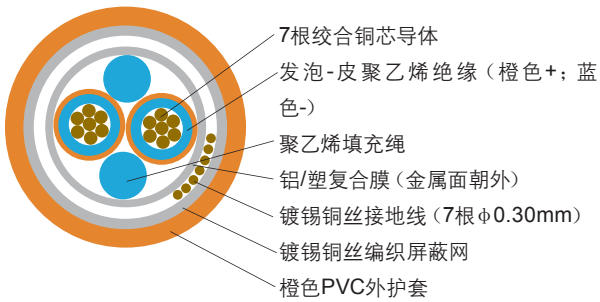 7根绞合铜芯导体
发泡-皮聚乙烯绝缘（橙色+；蓝
色-）
聚乙烯填充绳
铝/塑复合膜（金属面朝外）
镀锡铜丝接地线（7根φ0.30mm）
镀锡铜丝编织屏蔽网
橙色PVC外护套